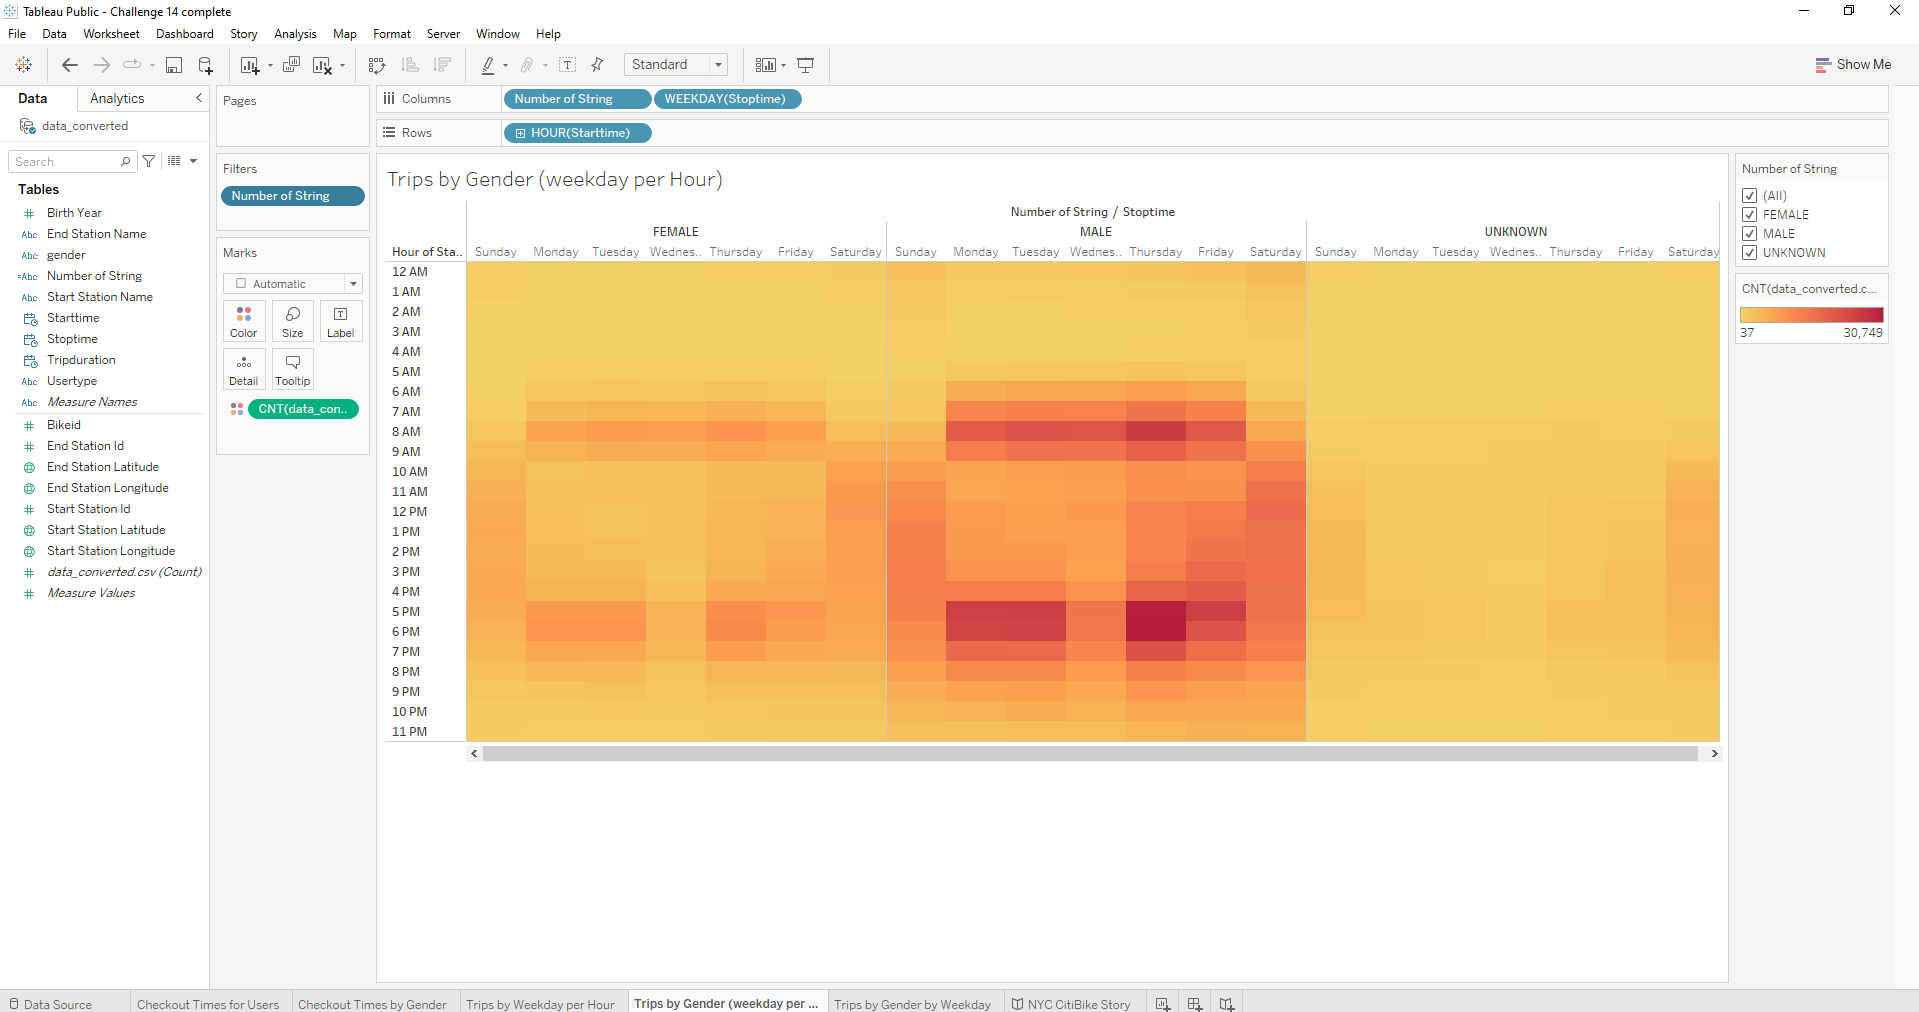 Tableau Public - Challenge 14 complete
File Data Worksheet Dashboard Story Analysis Map Format Server Window Help
Standard
Show Me
Data Analytics
data_converted
Search
Tables
Birth Year
Abc End Station Name
Abc gender
=Abc Number of String
Abc Start Station Name
Starttime
Stoptime
Tripduration
Abc Usertype
Abc Measure Names
Bikeid
End Station Id
End Station Latitude
End Station Longitude
Start Station Id
Start Station Latitude
Start Station Longitude
data_converted.csv (Count)
Measure Values
Pages
Filters
Number of String
Marks
Automatic
Color Size Label
Detail Tooltip
CNT(data_con..
Columns Number of String WEEKDAY(Stoptime)
Rows HOUR(Starttime)
Trips by Gender (weekday per Hour)
Number of String / Stoptime
FEMALE MALE UNKNOWN
Hour of Sta.. Sunday Monday Tuesday Wednes.. Thursday Friday Saturday Sunday Monday Tuesday Wednes.. Thursday Friday Saturday Sunday Monday Tuesday Wednes.. Thursday Friday Saturday
12 AM
1 AM
2 AM
3 AM
4 AM
5 AM
6 AM
7 AM
8 AM
9 AM
10 AM
11 AM
12 PM
1 PM
2 PM
3 PM
4 PM
5 PM
6 PM
7 PM
8 PM
9 PM
10 PM
11 PM
Number of String
(All)
FEMALE
MALE
UNKNOWN
CNT(data_converted.c...
37 30,749
Data Source Checkout Times for Users Checkout Times by Gender Trips by Weekday per Hour Trips by Gender (weekday per ... Trips by Gender by Weekday NYC CitiBike Story